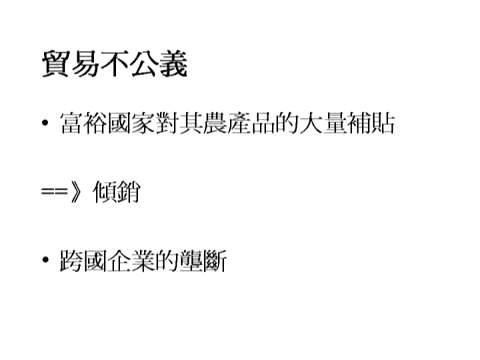 貿易不公義
• 富裕國家對其農產品的大量補貼
==》傾銷
• 跨國企業的壟斷